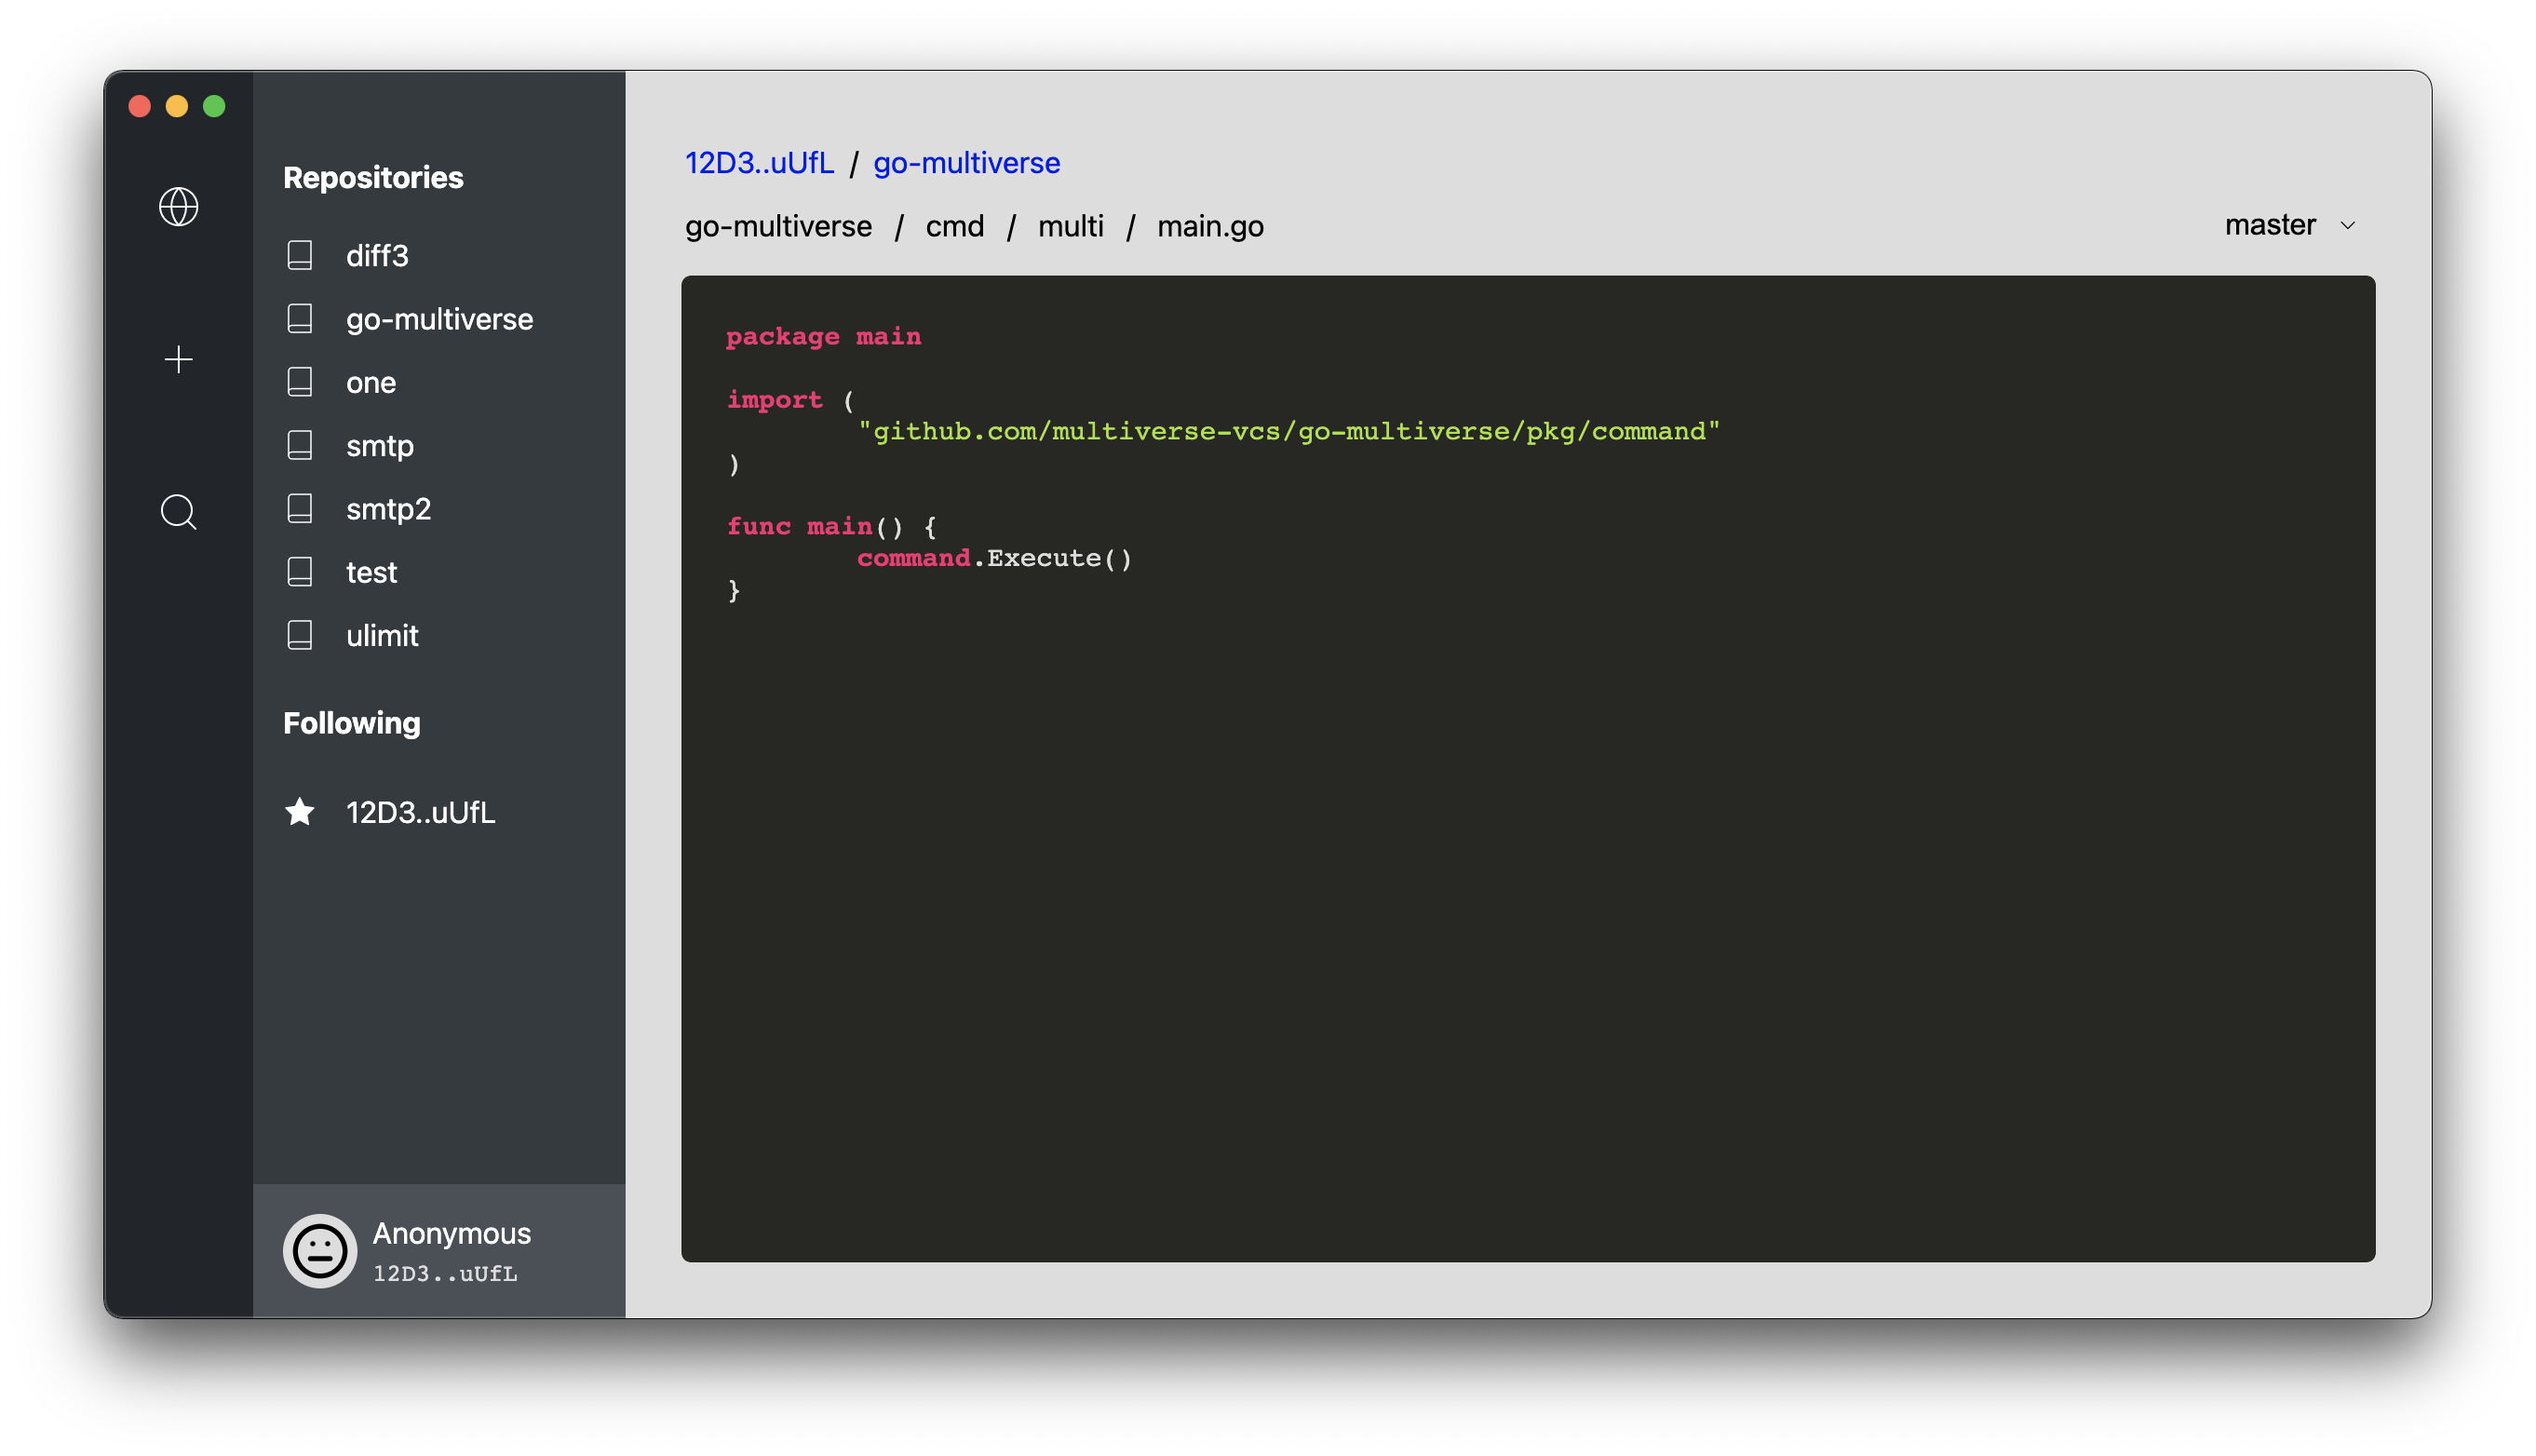 Repositories
diff3
go-multiverse
one
smtp
smtp2
test
ulimit
Following
12D3..uUfL
Anonymous
12D3..uUfL
12D3..uUfL / go-multiverse
go-multiverse / cmd / multi / main.go
master
package main
import (
"github.com/multiverse-vcs/go-multiverse/pkg/command"
)
func main() {
command.Execute()
}